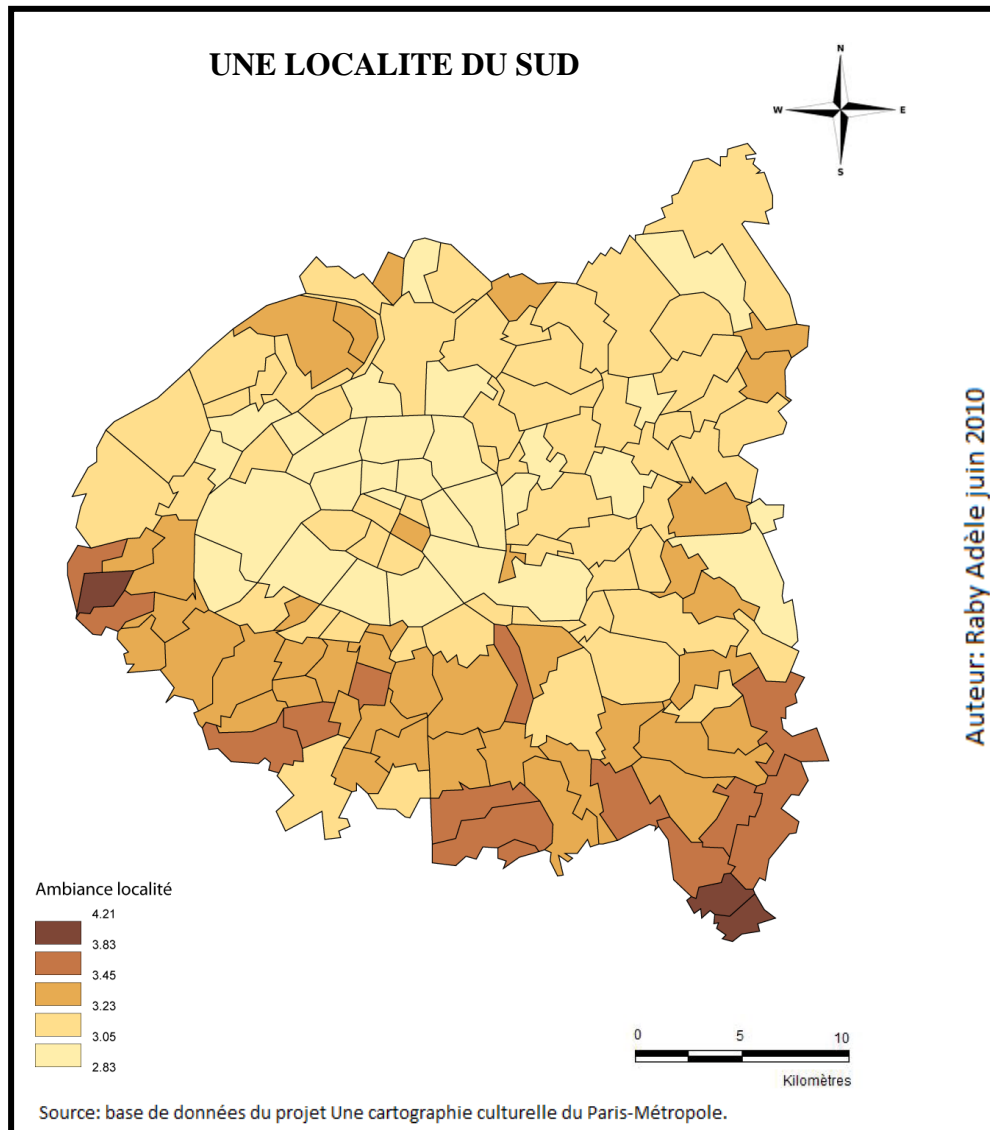 UNE LOCALITE DU SUD
N
W
E
S
Auteur: Raby Adèle juin 2010
Ambiance localité
4.21
3.83
3.45
3.23
3.05
2.83
0 5 10
Kilomètres
Source: base de données du projet Une cartographie culturelle du Paris-Métropole.